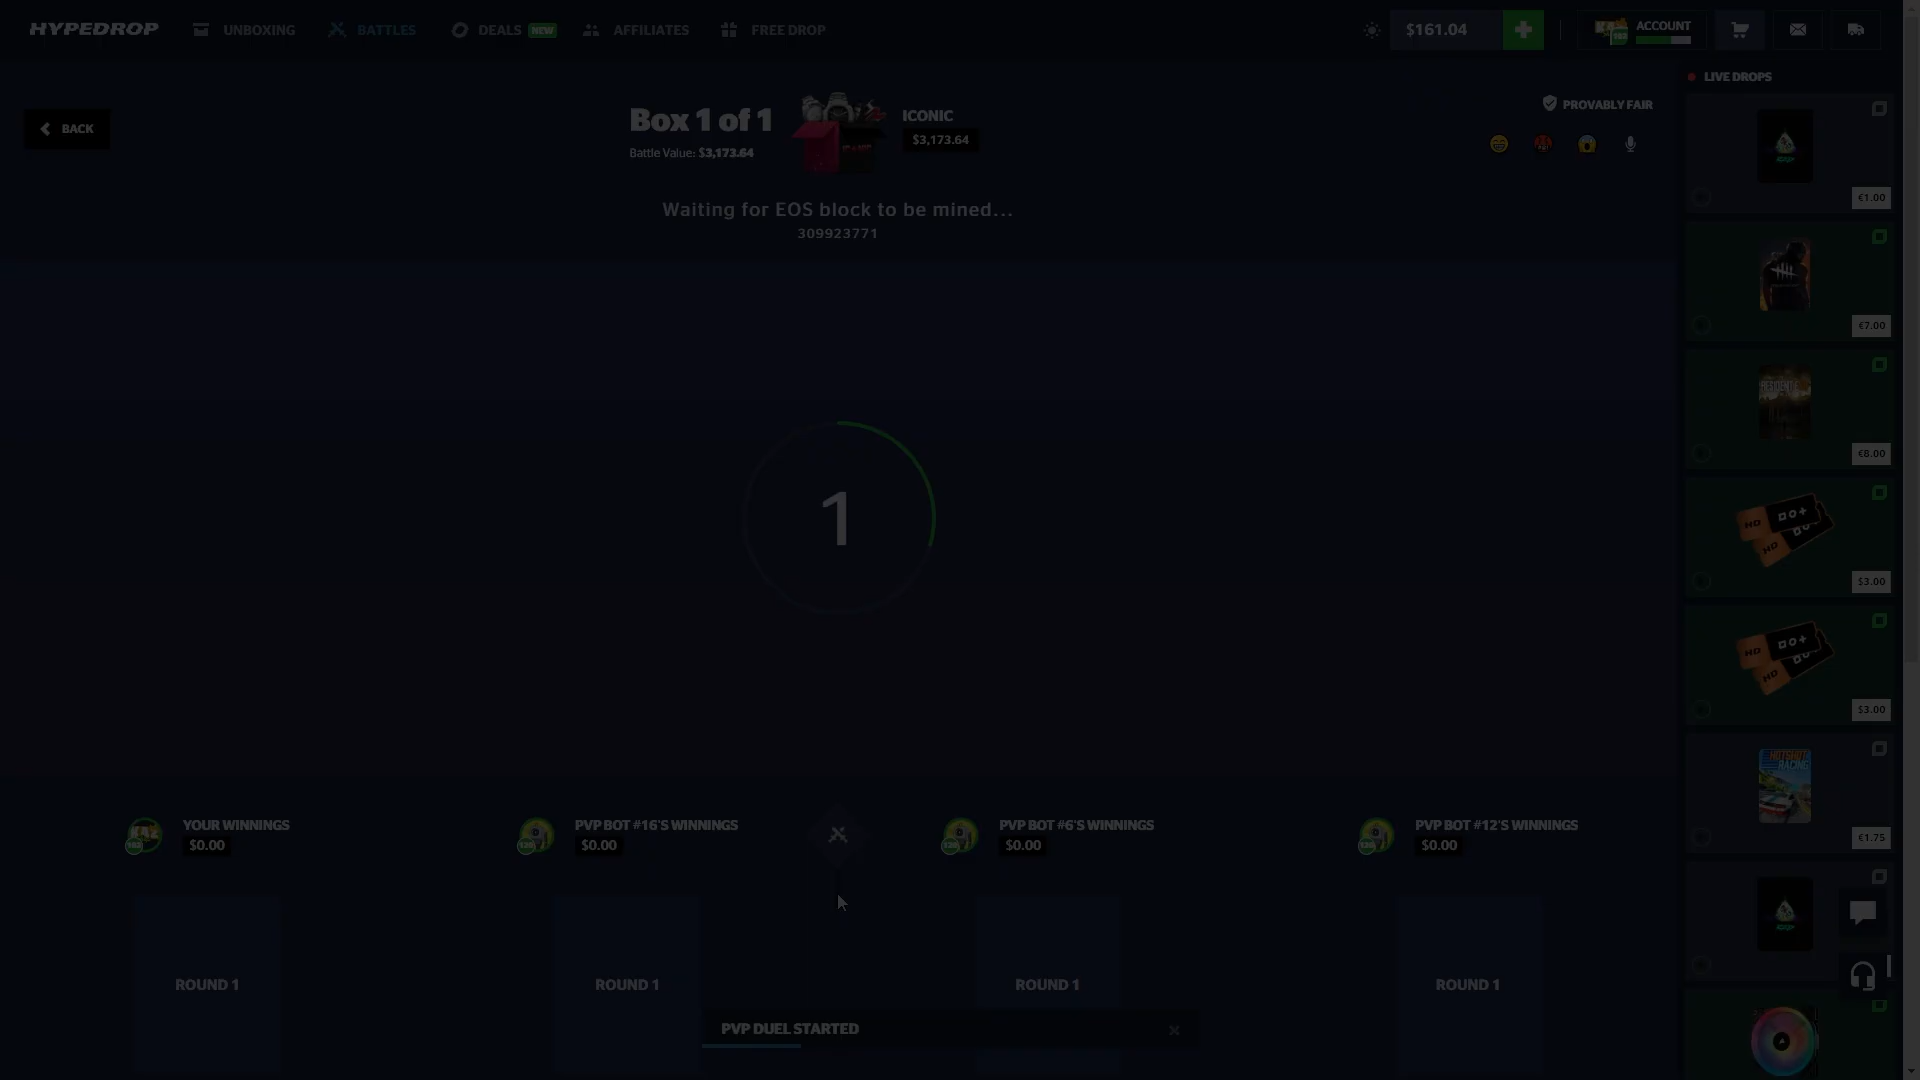 HYPEDROP
UNBOXING
BATTLES
DEALS NEW
AFFILIATES
FREE DROP
$161.04
ACCOUNT
BACK
Box 1 of 1
Battle Value: $3,173.64
ICONIC
$3,173.64
PROVABLY FAIR
Waiting for EOS block to be mined...
309923771
1
LIVE DROPS
€1.00
€7.00
€8.00
$3.00
$3.00
HOTSHOT
RACING
€1.75
YOUR WINNINGS
$0.00
PVP BOT #16'S WINNINGS
$0.00
PVP BOT #6'S WINNINGS
$0.00
PVP BOT #12'S WINNINGS
$0.00
ROUND 1
ROUND 1
ROUND 1
ROUND 1
PVP DUEL STARTED